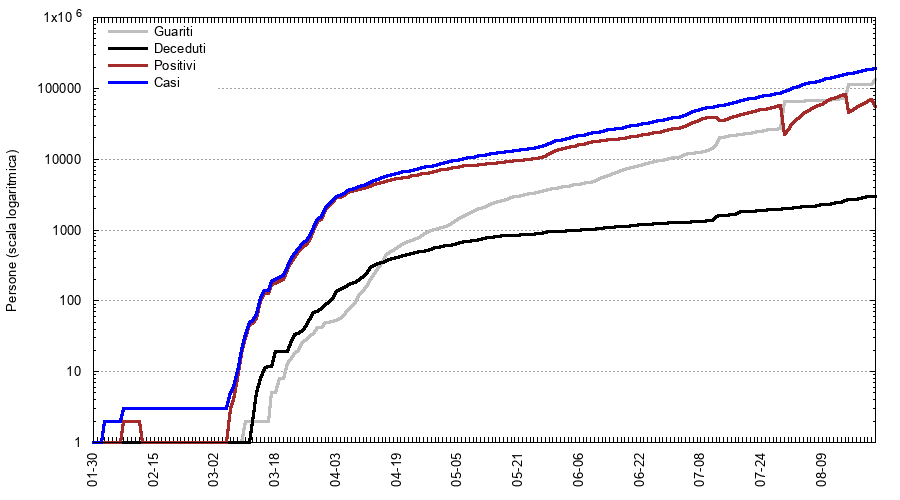 1x10 6
Guariti
Deceduti
Positivi
Casi
100000
10000
1000
100
10
1
Persone (scala logaritmica)
01-30 02-15 03-02 03-18 04-03 04-19 05-05 05-21 06-06 06-22 07-08 07-24 08-09